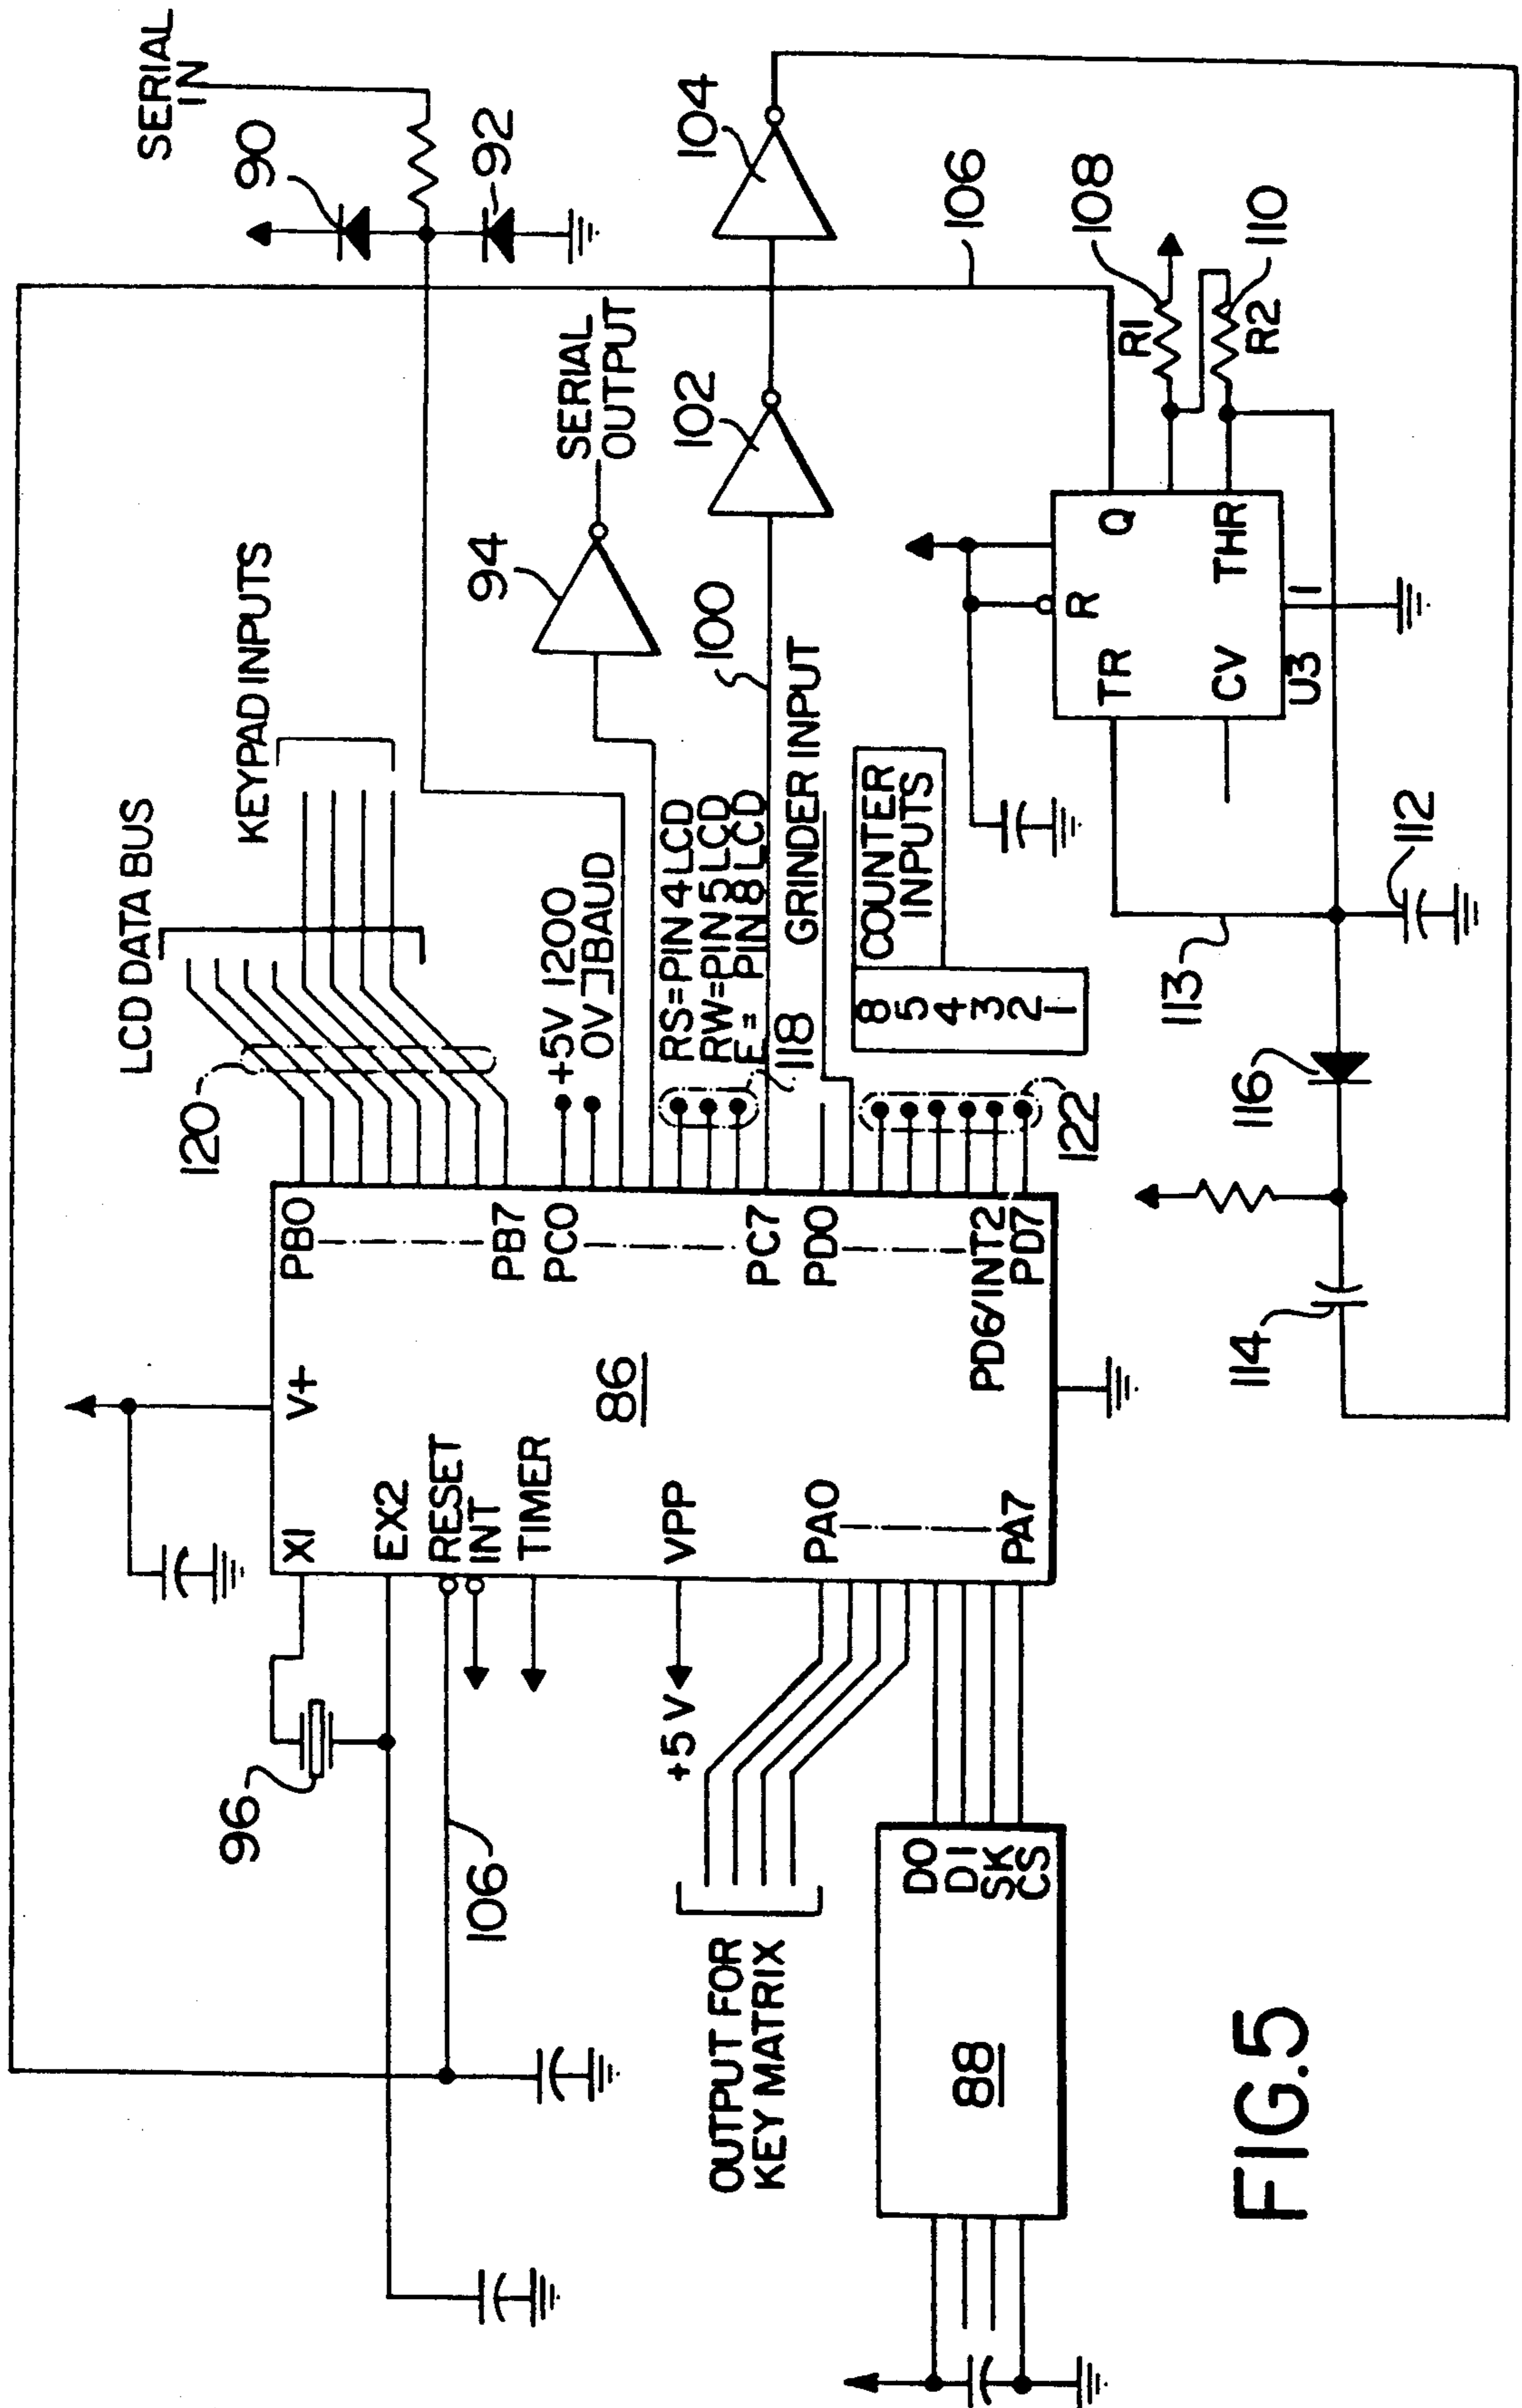 SERIAL
IN
90
92
104
106
SERIAL
OUTPUT
94
102
KEYPAD INPUTS
LCD DATA BUS
120
+5V 1200
0V BAUD
RS=PIN 4 LCD
RW=PIN 5 LCD
E = PIN 8 LCD
118
100
GRINDER INPUT
COUNTER
INPUTS
8
5
4
3
2
1
122
108
R1
110
R2
Q
R
TR
THR
CV
1
U3
113
112
116
114
PB0
PB7
PC0
PC7
PD0
PD6/INT2
PD7
V+
86
X1
EX2
RESET
INT
TIMER
VPP
PA0
PA7
96
106
+5V
OUTPUT FOR
KEY MATRIX
DO
DI
SK
CS
88
FIG.5